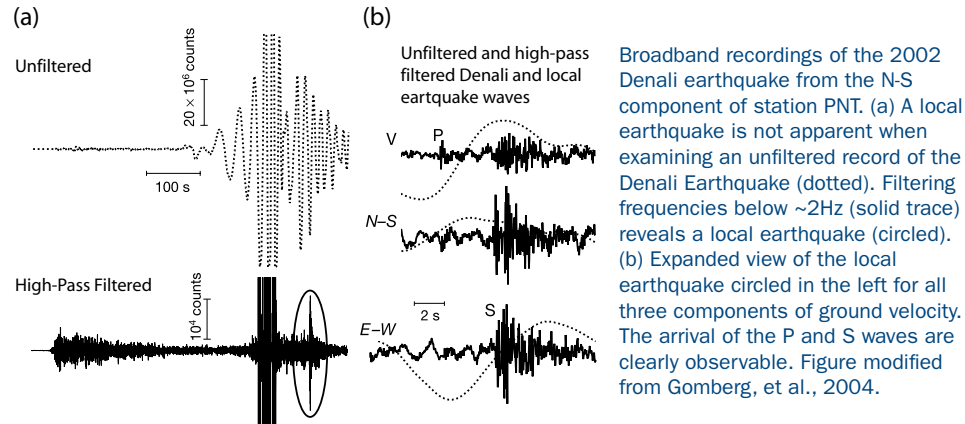 (a)
Unfiltered
20 × 10⁶ counts
100 s
High-Pass Filtered
10⁴ counts
(b)
Unfiltered and high-pass
filtered Denali and local
eartquake waves
V
P
N–S
2 s
E–W
S
Broadband recordings of the 2002
Denali earthquake from the N-S
component of station PNT. (a) A local
earthquake is not apparent when
examining an unfiltered record of the
Denali Earthquake (dotted). Filtering
frequencies below ~2Hz (solid trace)
reveals a local earthquake (circled).
(b) Expanded view of the local
earthquake circled in the left for all
three components of ground velocity.
The arrival of the P and S waves are
clearly observable. Figure modified
from Gomberg, et al., 2004.